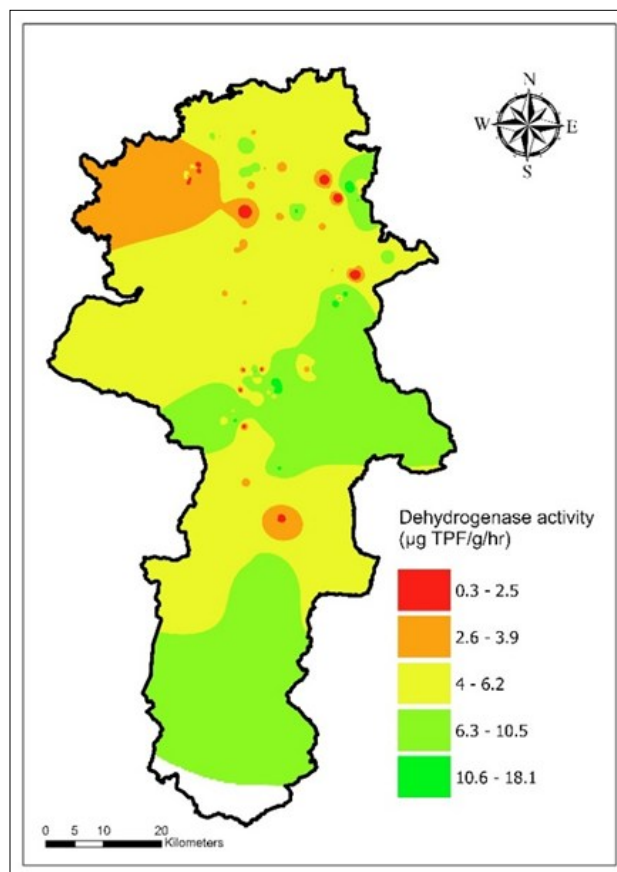 N
W E
S
Dehydrogenase activity
(µg TPF/g/hr)
0.3 - 2.5
2.6 - 3.9
4 - 6.2
6.3 - 10.5
10.6 - 18.1
0 5 10 20
Kilometers